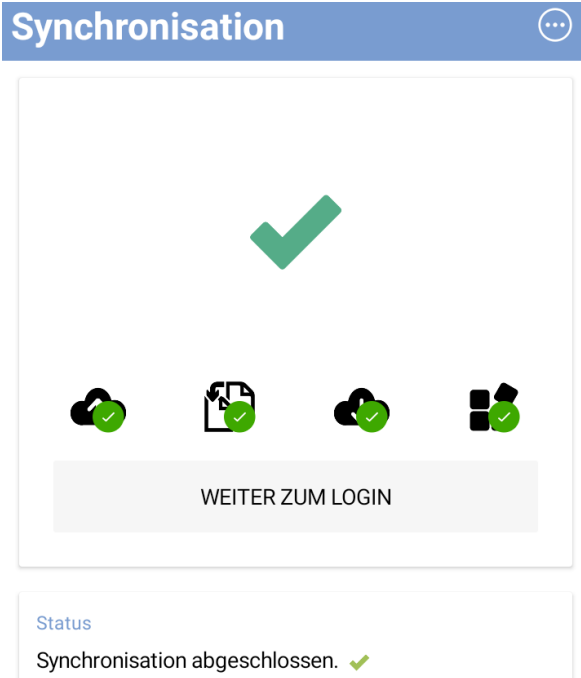 Synchronisation
WEITER ZUM LOGIN
Status
Synchronisation abgeschlossen.